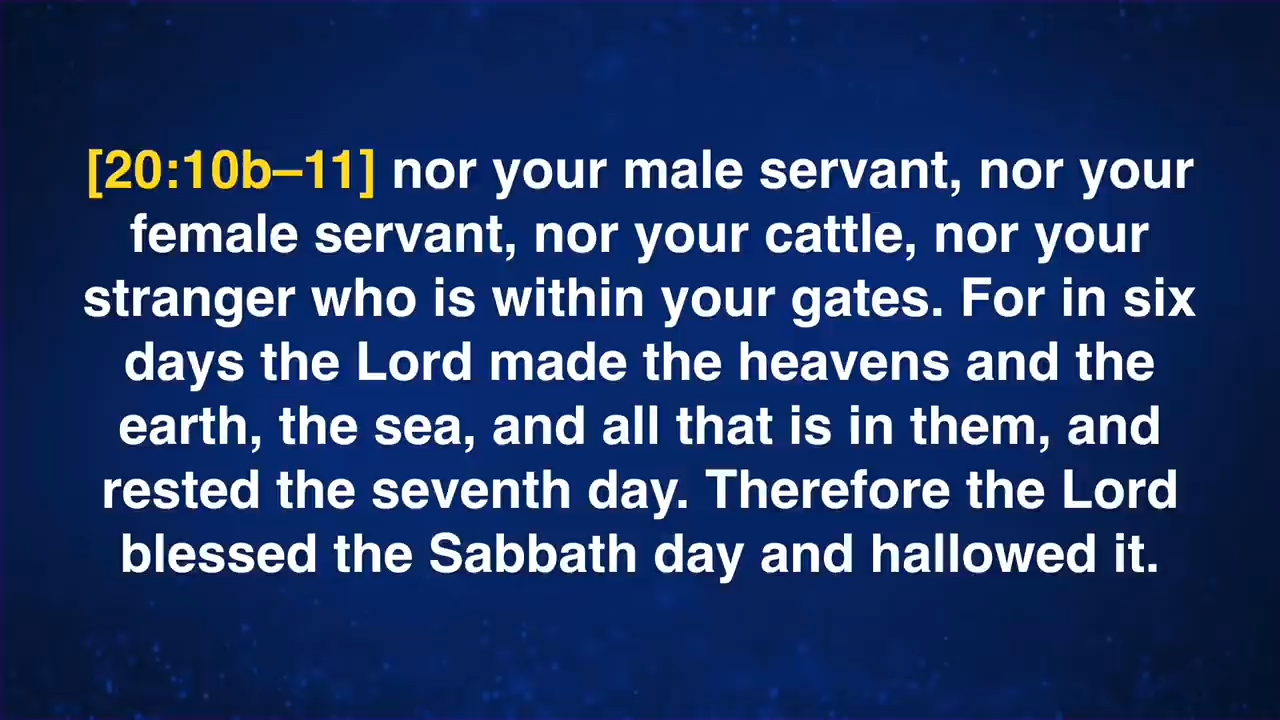 [20:10b–11] nor your male servant, nor your
female servant, nor your cattle, nor your
stranger who is within your gates. For in six
days the Lord made the heavens and the
earth, the sea, and all that is in them, and
rested the seventh day. Therefore the Lord
blessed the Sabbath day and hallowed it.